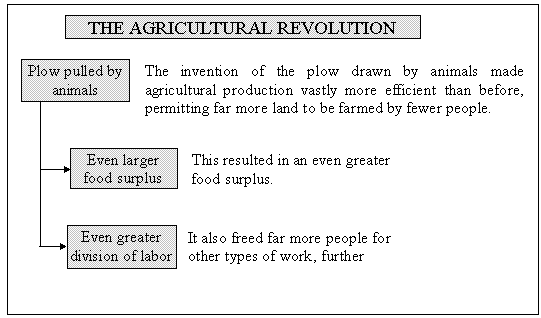 THE AGRICULTURAL REVOLUTION
Plow pulled by
animals
The invention of the plow drawn by animals made
agricultural production vastly more efficient than before,
permitting far more land to be farmed by fewer people.
Even larger
food surplus
This resulted in an even greater
food surplus.
Even greater
division of labor
It also freed far more people for
other types of work, further